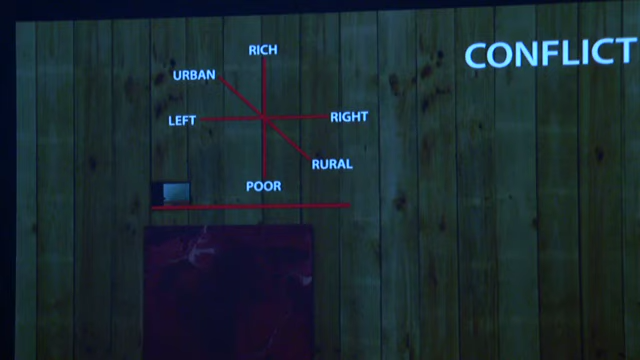 RICH
CONFLICT
URBAN
LEFT
RIGHT
RURAL
POOR